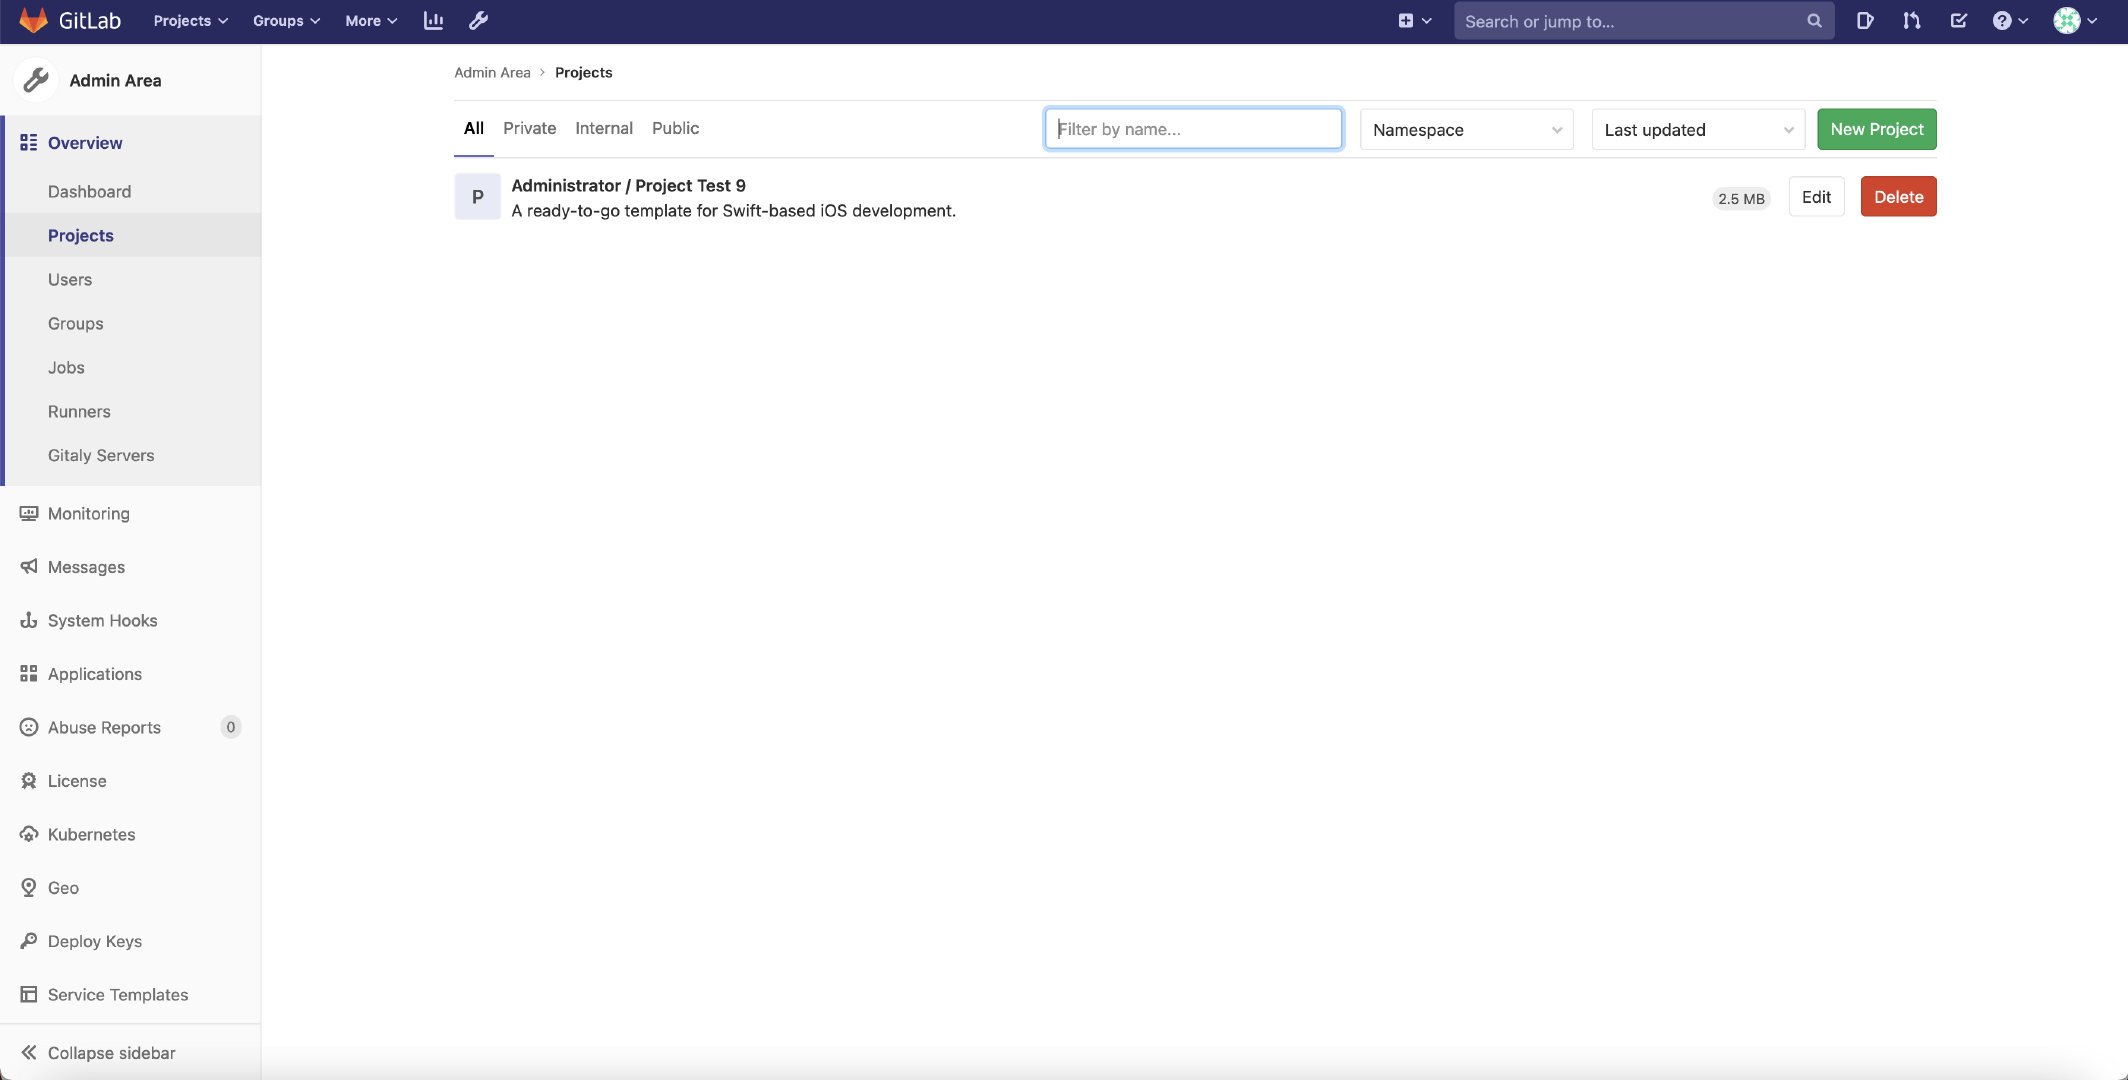 GitLab Projects Groups More Search or jump to...
Admin Area
Overview
Dashboard
Projects
Users
Groups
Jobs
Runners
Gitaly Servers
Monitoring
Messages
System Hooks
Applications
Abuse Reports 0
License
Kubernetes
Geo
Deploy Keys
Service Templates
Collapse sidebar
Admin Area > Projects
All Private Internal Public Filter by name... Namespace Last updated New Project
P
Administrator / Project Test 9
A ready-to-go template for Swift-based iOS development.
2.5 MB Edit Delete